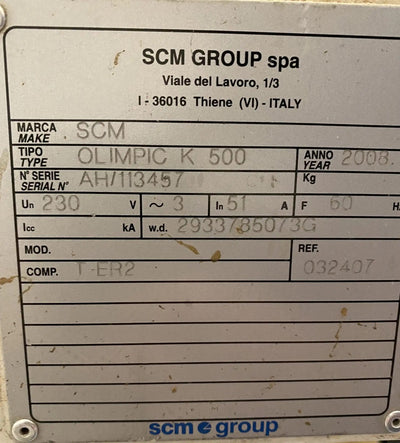 SCM GROUP spa
Viale del Lavoro, 1/3
I - 36016 Thiene (VI) - ITALY
MARCA MAKE SCM
TIPO TYPE OLIMPIC K 500 ANNO YEAR 2008
N° SERIE SERIAL N° AH/113457 Kg
Un 230 V ~ 3 In 51 A F 60 H
Icc kA w.d. 2933785073G
MOD. REF.
COMP. T-ER2 032407
scm group